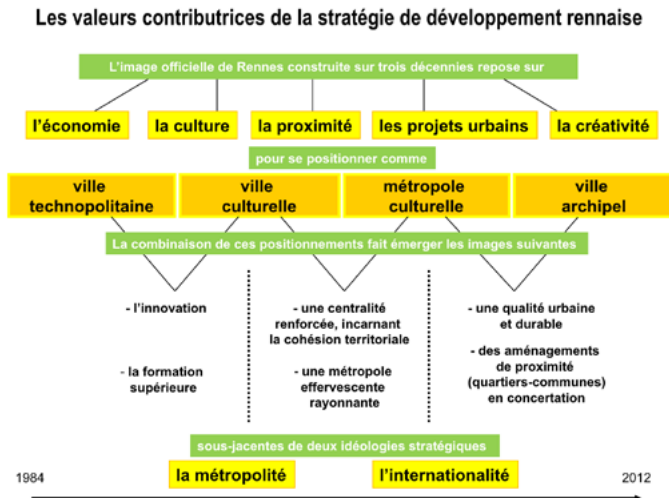 Les valeurs contributrices de la stratégie de développement rennaise
L'image officielle de Rennes construite sur trois décennies repose sur
l'économie
la culture
la proximité
les projets urbains
la créativité
pour se positionner comme
ville
technopolitaine
ville
culturelle
métropole
culturelle
ville
archipel
La combinaison de ces positionnements fait émerger les images suivantes
- l'innovation
- la formation
supérieure
- une centralité
renforcée, incarnant
la cohésion territoriale
- une métropole
effervescente
rayonnante
- une qualité urbaine
et durable
- des aménagements
de proximité
(quartiers-communes)
en concertation
sous-jacentes de deux idéologies stratégiques
la métropolité
l'internationalité
1984
2012